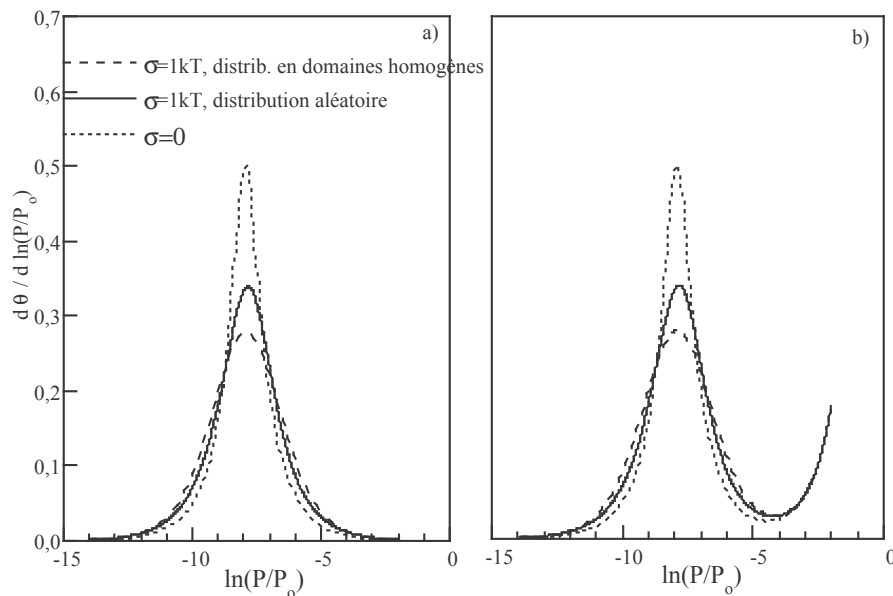 0,7
0,6
0,5
0,4
0,3
0,2
0,1
0,0
d θ / d ln(P/Po)
a)
σ=1kT, distrib. en domaines homogènes
σ=1kT, distribution aléatoire
σ=0
-15
-10
-5
0
ln(P/Po)
b)
-15
-10
-5
0
ln(P/Po)